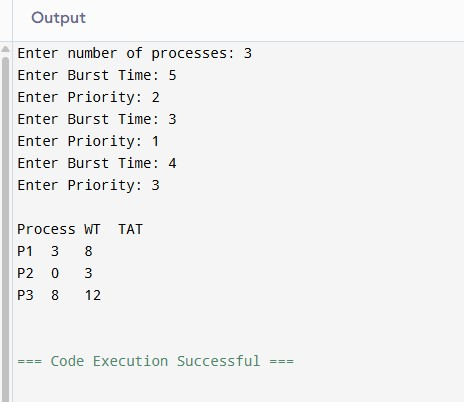 Output
Enter number of processes: 3
Enter Burst Time: 5
Enter Priority: 2
Enter Burst Time: 3
Enter Priority: 1
Enter Burst Time: 4
Enter Priority: 3
Process WT  TAT
P1  3   8
P2  0   3
P3  8   12
=== Code Execution Successful ===